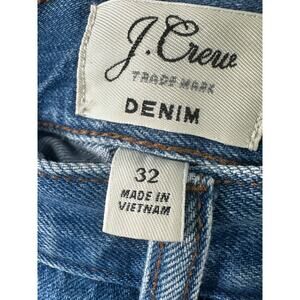 J.Crew
TRADE MARK
DENIM
32
MADE IN
VIETNAM